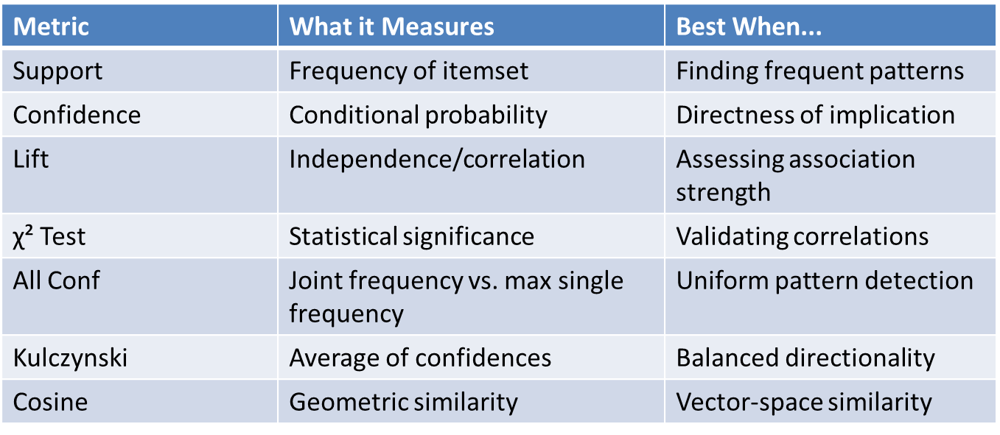 Metric What it Measures Best When...
Support Frequency of itemset Finding frequent patterns
Confidence Conditional probability Directness of implication
Lift Independence/correlation Assessing association
strength
χ² Test Statistical significance Validating correlations
All Conf Joint frequency vs. max single Uniform pattern detection
frequency
Kulczynski Average of confidences Balanced directionality
Cosine Geometric similarity Vector-space similarity